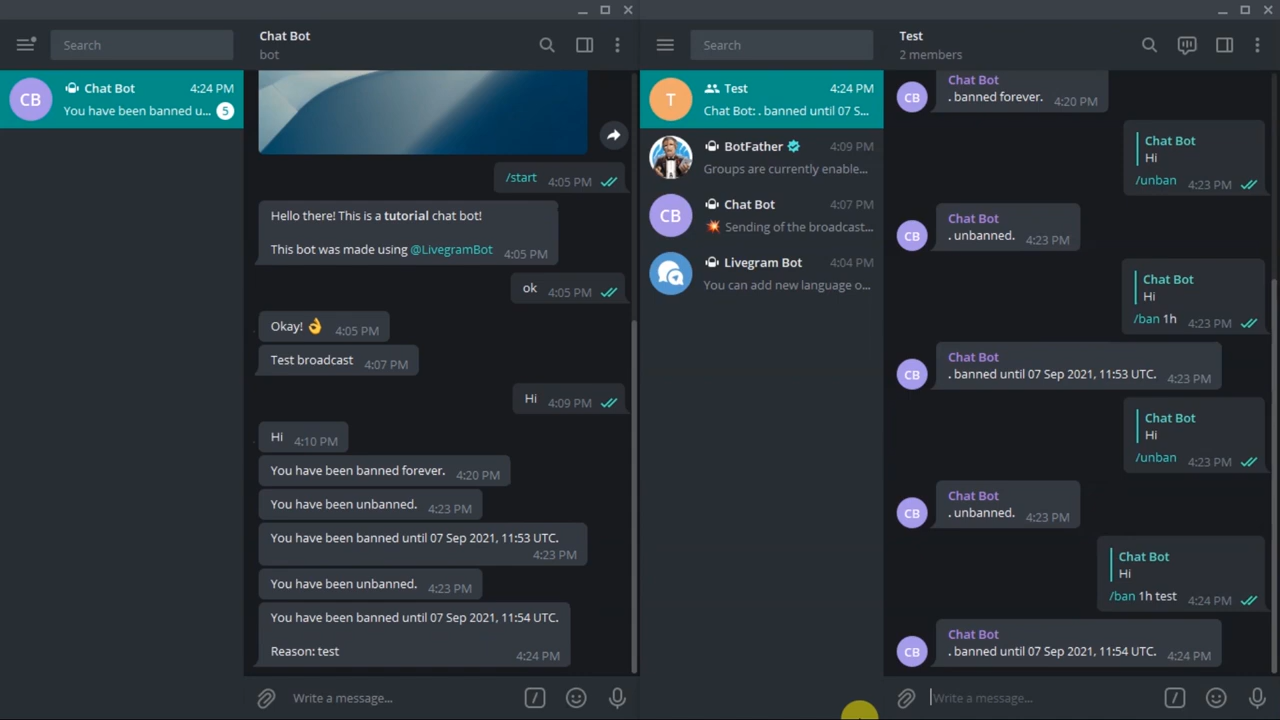 Search
CB
Chat Bot
4:24 PM
You have been banned u...
5
Chat Bot
bot
/start 4:05 PM
Hello there! This is a tutorial chat bot!
This bot was made using @LivegramBot 4:05 PM
ok 4:05 PM
Okay! 👌 4:05 PM
Test broadcast 4:07 PM
Hi 4:09 PM
Hi 4:10 PM
You have been banned forever. 4:20 PM
You have been unbanned. 4:23 PM
You have been banned until 07 Sep 2021, 11:53 UTC.
4:23 PM
You have been unbanned. 4:23 PM
You have been banned until 07 Sep 2021, 11:54 UTC.
Reason: test 4:24 PM
Write a message...
Search
T
Test
4:24 PM
Chat Bot: . banned until 07 S...
BotFather
4:09 PM
Groups are currently enable...
CB
Chat Bot
4:07 PM
💥 Sending of the broadcast...
Livegram Bot
4:04 PM
You can add new language o...
Test
2 members
Chat Bot
CB
. banned forever. 4:20 PM
Chat Bot
Hi
/unban 4:23 PM
Chat Bot
CB
. unbanned. 4:23 PM
Chat Bot
Hi
/ban 1h 4:23 PM
Chat Bot
CB
. banned until 07 Sep 2021, 11:53 UTC. 4:23 PM
Chat Bot
Hi
/unban 4:23 PM
Chat Bot
CB
. unbanned. 4:23 PM
Chat Bot
Hi
/ban 1h test 4:24 PM
Chat Bot
CB
. banned until 07 Sep 2021, 11:54 UTC. 4:24 PM
Write a message...